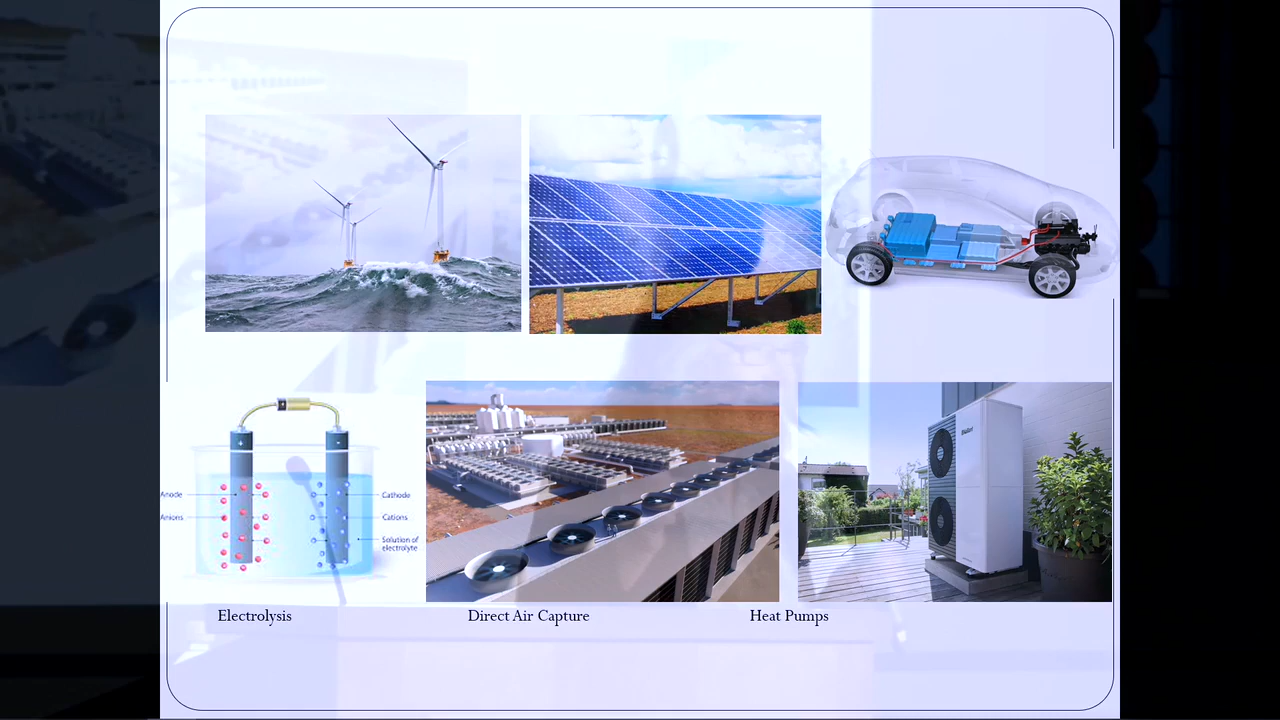 Anode
Cathode
Anions
Cations
Solution of
electrolyte
Electrolysis
Direct Air Capture
Heat Pumps